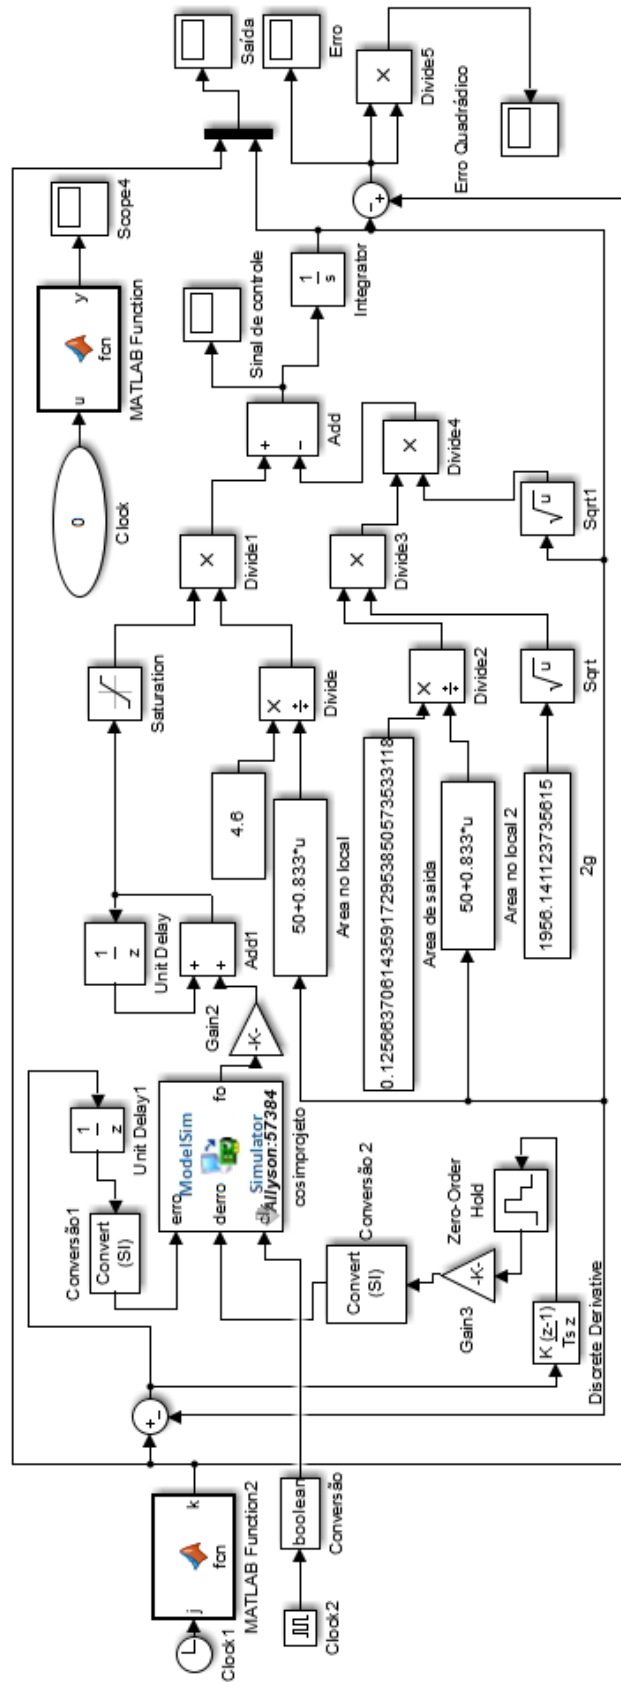 Clock1
j
fcn
k
MATLAB Function2
Clock2
boolean
Conversão
+
-
Conversão1
Convert
(SI)
1
z
Unit Delay1
K (z-1)
Ts z
Discrete Derivative
Zero-Order
Hold
-K-
Gain3
Convert
(SI)
Conversão 2
erro
derro
clk
fo
ModelSim
Simulator
Allyson:57384
cosimprojeto
-K-
Gain2
1
z
Unit Delay
+
+
Add1
Saturation
4.6
50+0.833*u
Area no local
×
÷
Divide
0.12566370614359172953850573533118
Area de saída
50+0.833*u
Area no local 2
1956.141123735615
2g
×
÷
Divide2
√u
Sqrt
×
Divide1
×
Divide3
√u
Sqrt1
×
Divide4
0
Clock
u
fcn
y
MATLAB Function
Scope4
+
-
Add
Sinal de controle
1
s
Integrator
-
+
Saída
Erro
×
Divide5
Erro Quadrádico